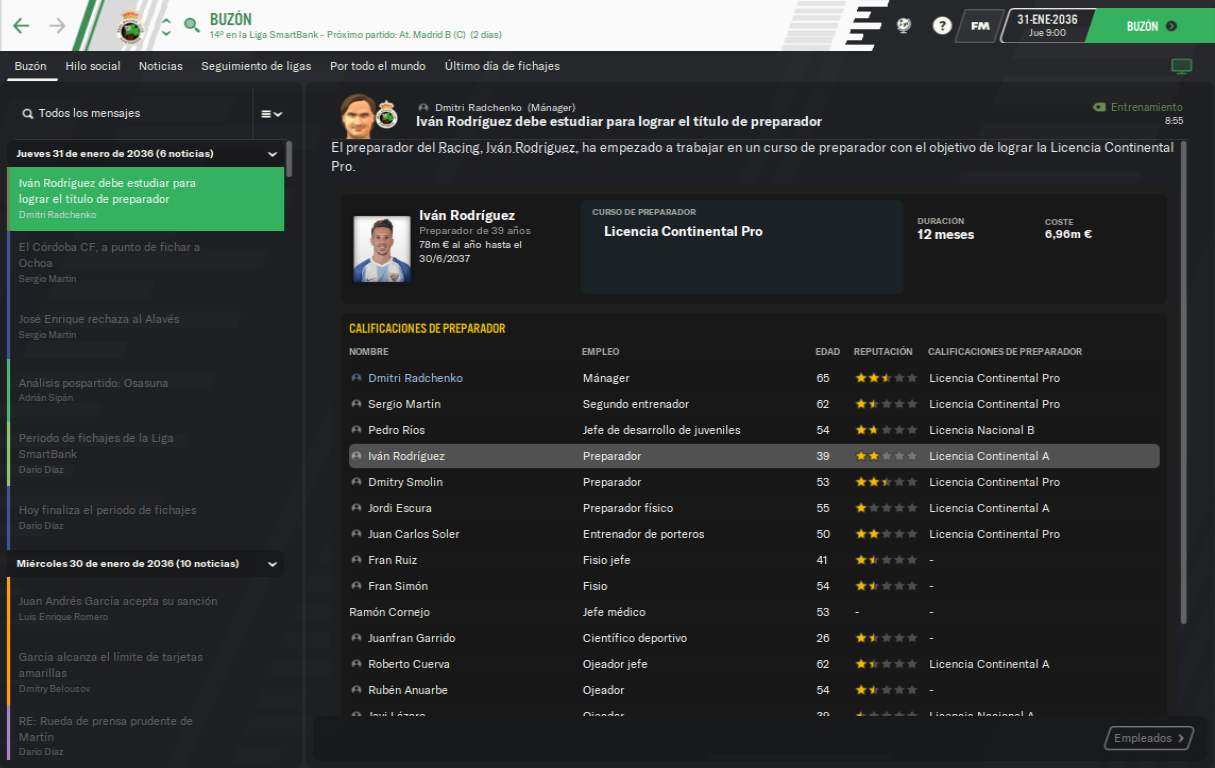 BUZÓN
14º en la Liga SmartBank - Próximo partido: At. Madrid B (C) (2 dias)
?
FM
31-ENE-2036
Jue 9:00
BUZÓN
Buzón
Hilo social
Noticias
Seguimiento de ligas
Por todo el mundo
Último día de fichajes
Todos los mensajes
Jueves 31 de enero de 2036 (6 noticias)
Iván Rodríguez debe estudiar para
lograr el título de preparador
Dmitri Radchenko
El Córdoba CF, a punto de fichar a
Ochoa
Sergio Martín
José Enrique rechaza al Alavés
Sergio Martín
Análisis pospartido: Osasuna
Adrián Sipán
Periodo de fichajes de la Liga
SmartBank
Darío Díaz
Hoy finaliza el periodo de fichajes
Darío Díaz
Miércoles 30 de enero de 2036 (10 noticias)
Juan Andrés García acepta su sanción
Luis Enrique Romero
García alcanza el límite de tarjetas
amarillas
Dmitry Belousov
RE: Rueda de prensa prudente de
Martín
Darío Díaz
Dmitri Radchenko (Mánager)
Iván Rodríguez debe estudiar para lograr el título de preparador
Entrenamiento
8:55
El preparador del Racing, Iván Rodríguez, ha empezado a trabajar en un curso de preparador con el objetivo de lograr la Licencia Continental
Pro.
Iván Rodríguez
Preparador de 39 años
78m € al año hasta el
30/6/2037
CURSO DE PREPARADOR
Licencia Continental Pro
DURACIÓN
12 meses
COSTE
6,96m €
CALIFICACIONES DE PREPARADOR
NOMBRE EMPLEO EDAD REPUTACIÓN CALIFICACIONES DE PREPARADOR
Dmitri Radchenko Mánager 65 Licencia Continental Pro
Sergio Martín Segundo entrenador 62 Licencia Continental Pro
Pedro Ríos Jefe de desarrollo de juveniles 54 Licencia Nacional B
Iván Rodríguez Preparador 39 Licencia Continental A
Dmitry Smolin Preparador 53 Licencia Continental Pro
Jordi Escura Preparador físico 55 Licencia Continental A
Juan Carlos Soler Entrenador de porteros 50 Licencia Continental Pro
Fran Ruiz Fisio jefe 41 -
Fran Simón Fisio 54 -
Ramón Cornejo Jefe médico 53 - -
Juanfran Garrido Científico deportivo 26 -
Roberto Cuerva Ojeador jefe 62 Licencia Continental A
Rubén Anuarbe Ojeador 54 -
Javi Lázaro Ojeador 39 Licencia Nacional A
Empleados